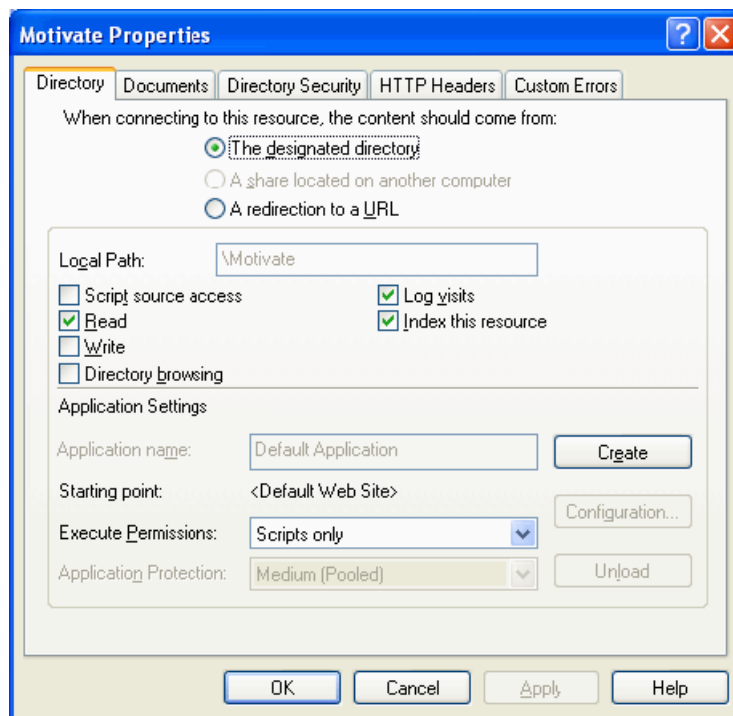 Motivate Properties
Directory Documents Directory Security HTTP Headers Custom Errors
When connecting to this resource, the content should come from:
The designated directory
A share located on another computer
A redirection to a URL
Local Path: \Motivate
Script source access Log visits
Read Index this resource
Write
Directory browsing
Application Settings
Application name: Default Application Create
Starting point: <Default Web Site>
Configuration...
Execute Permissions: Scripts only
Application Protection: Medium (Pooled) Unload
OK Cancel Apply Help